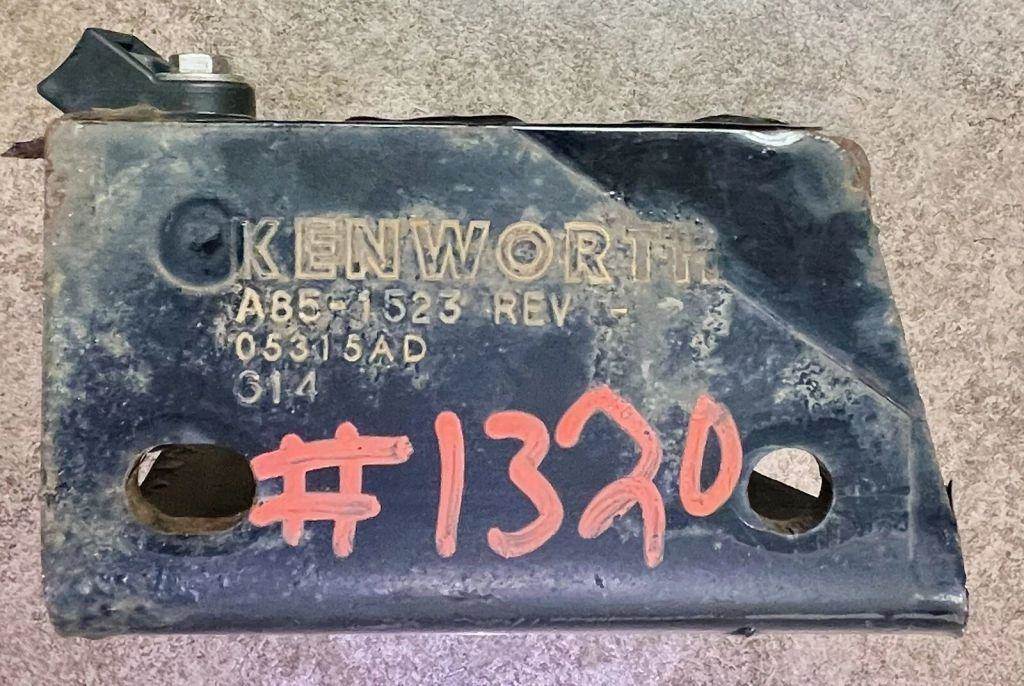 KENWORTH
A85-1523 REV -
05315AD
614
#1320